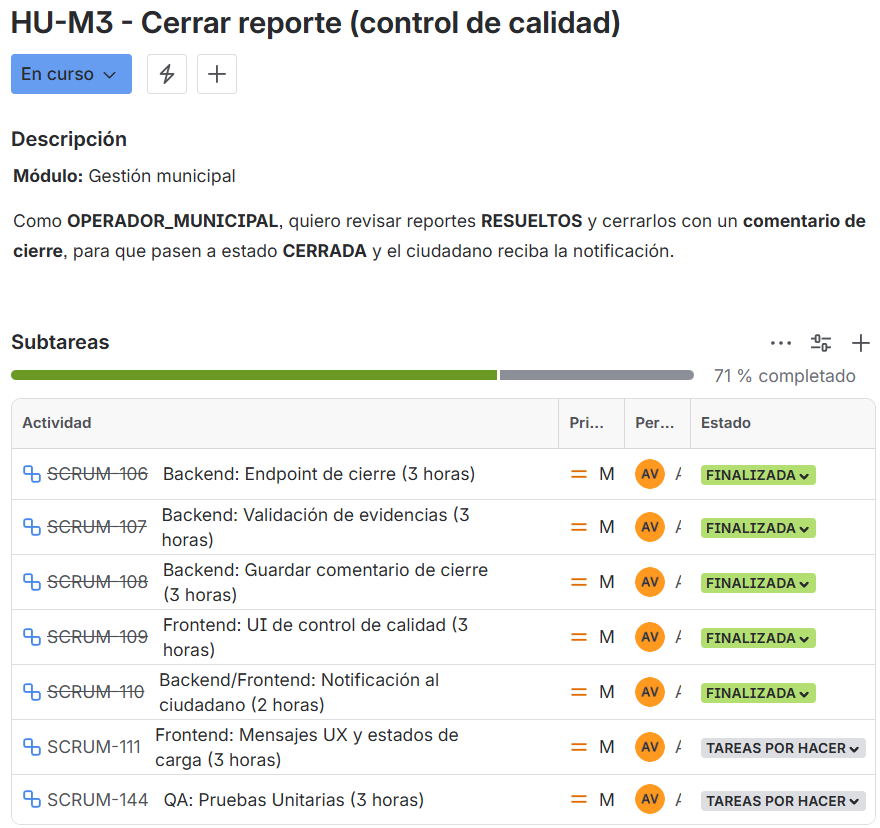 HU-M3 - Cerrar reporte (control de calidad)
En curso
Descripción
Módulo: Gestión municipal
Como OPERADOR_MUNICIPAL, quiero revisar reportes RESUELTOS y cerrarlos con un comentario de
cierre, para que pasen a estado CERRADA y el ciudadano reciba la notificación.
Subtareas
71 % completado
Actividad Pri... Per... Estado
SCRUM-106 Backend: Endpoint de cierre (3 horas) M AV A FINALIZADA
SCRUM-107 Backend: Validación de evidencias (3
horas) M AV A FINALIZADA
SCRUM-108 Backend: Guardar comentario de cierre
(3 horas) M AV A FINALIZADA
SCRUM-109 Frontend: UI de control de calidad (3
horas) M AV A FINALIZADA
SCRUM-110 Backend/Frontend: Notificación al
ciudadano (2 horas) M AV A FINALIZADA
SCRUM-111 Frontend: Mensajes UX y estados de
carga (3 horas) M AV A TAREAS POR HACER
SCRUM-144 QA: Pruebas Unitarias (3 horas) M AV A TAREAS POR HACER